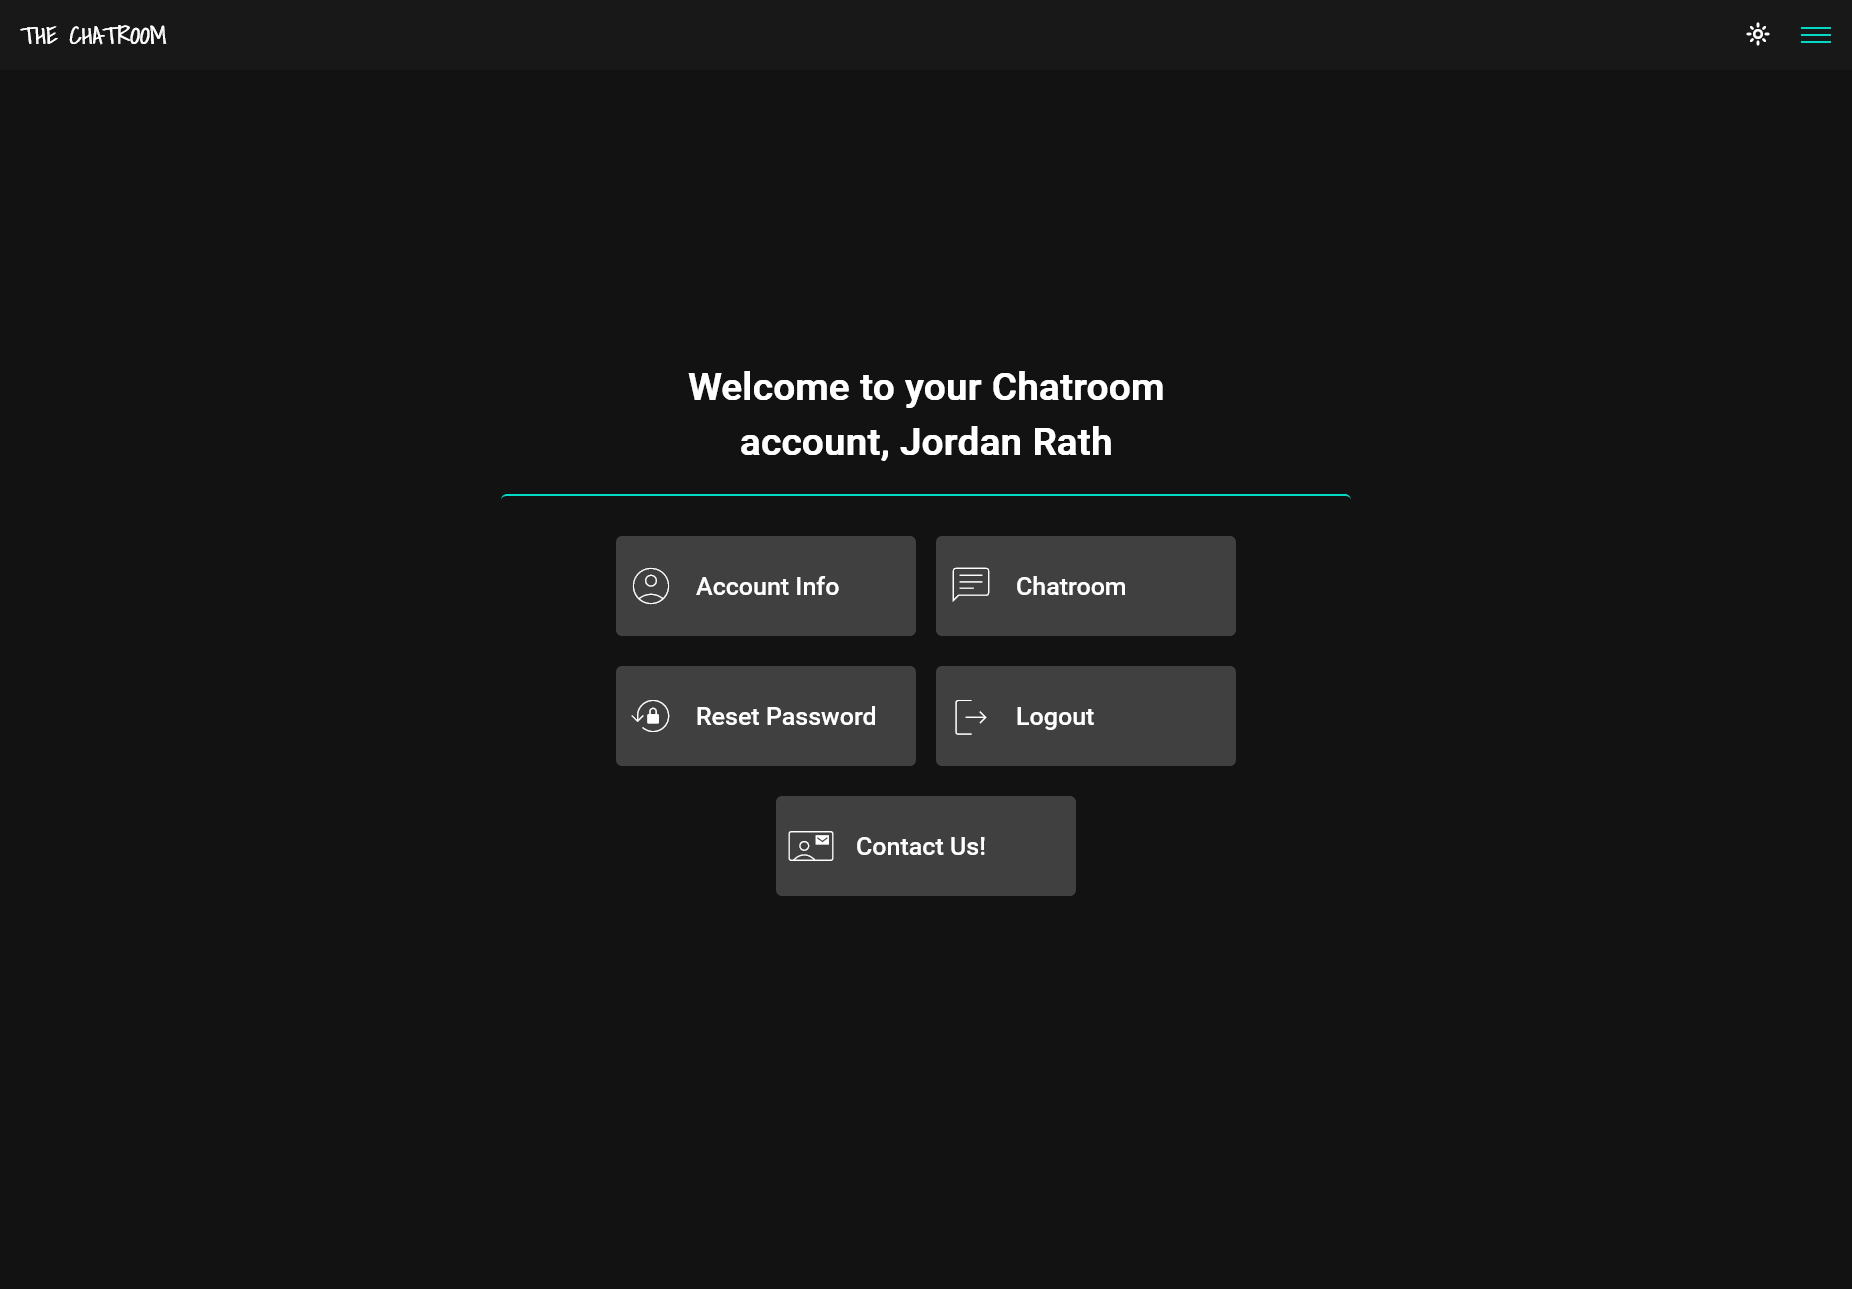 THE CHATROOM
Welcome to your Chatroom
account, Jordan Rath
Account Info
Chatroom
Reset Password
Logout
Contact Us!